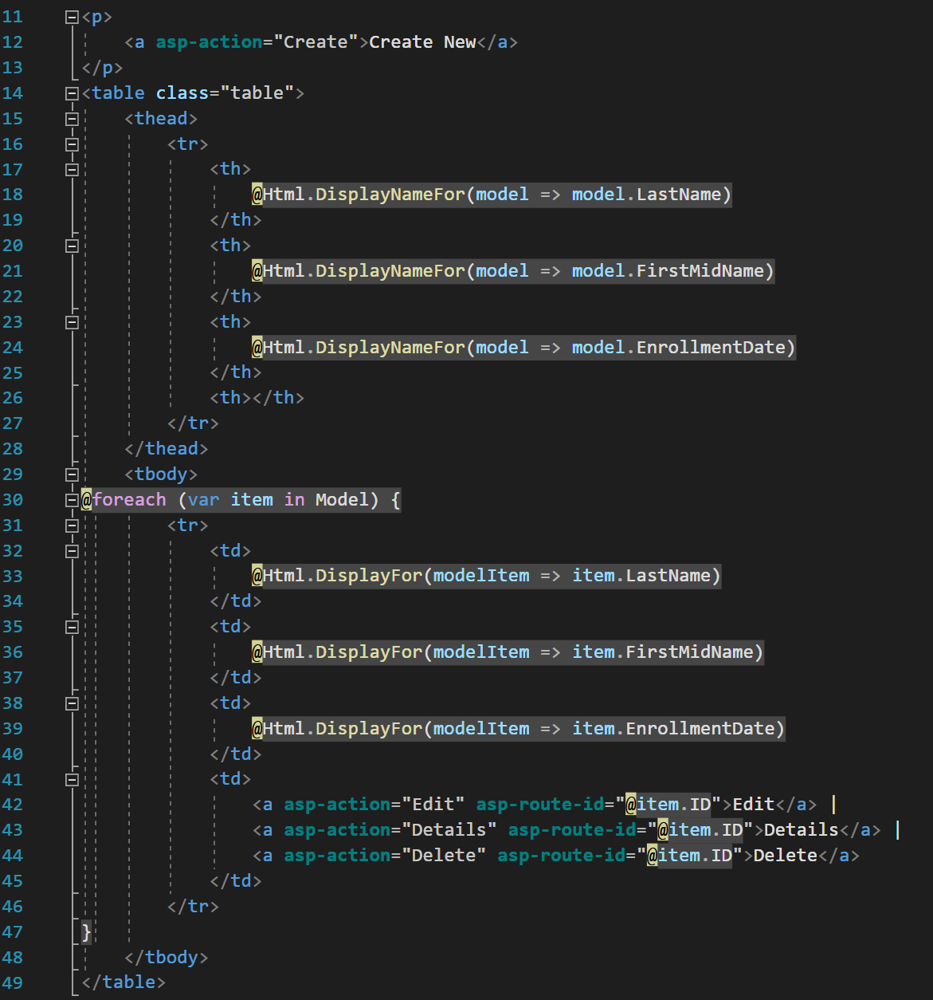 11 <p>
12     <a asp-action="Create">Create New</a>
13 </p>
14 <table class="table">
15     <thead>
16         <tr>
17             <th>
18                 @Html.DisplayNameFor(model => model.LastName)
19             </th>
20             <th>
21                 @Html.DisplayNameFor(model => model.FirstMidName)
22             </th>
23             <th>
24                 @Html.DisplayNameFor(model => model.EnrollmentDate)
25             </th>
26             <th></th>
27         </tr>
28     </thead>
29     <tbody>
30 @foreach (var item in Model) {
31         <tr>
32             <td>
33                 @Html.DisplayFor(modelItem => item.LastName)
34             </td>
35             <td>
36                 @Html.DisplayFor(modelItem => item.FirstMidName)
37             </td>
38             <td>
39                 @Html.DisplayFor(modelItem => item.EnrollmentDate)
40             </td>
41             <td>
42                 <a asp-action="Edit" asp-route-id="@item.ID">Edit</a> |
43                 <a asp-action="Details" asp-route-id="@item.ID">Details</a> |
44                 <a asp-action="Delete" asp-route-id="@item.ID">Delete</a>
45             </td>
46         </tr>
47 }
48     </tbody>
49 </table>